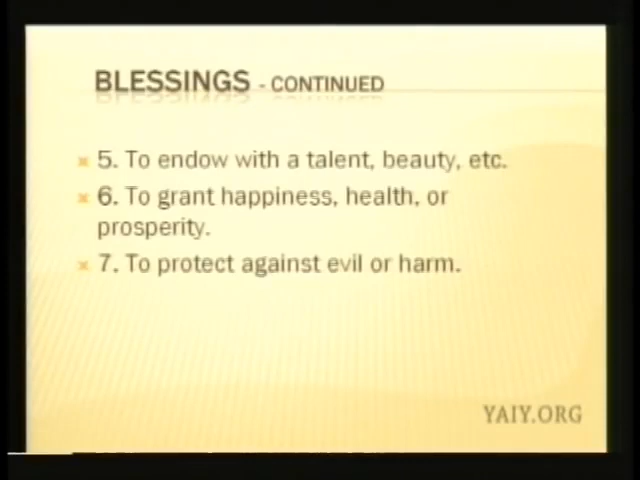 BLESSINGS - CONTINUED
5. To endow with a talent, beauty, etc.
6. To grant happiness, health, or
prosperity.
7. To protect against evil or harm.
YAIY.ORG